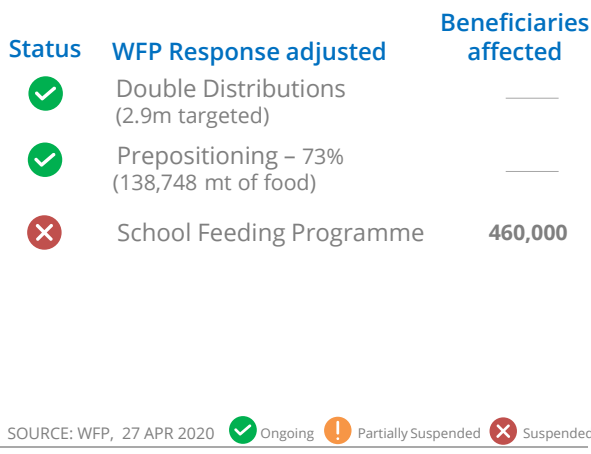 Status WFP Response adjusted Beneficiaries
affected
Double Distributions
(2.9m targeted)
Prepositioning – 73%
(138,748 mt of food)
School Feeding Programme 460,000
SOURCE: WFP, 27 APR 2020 Ongoing Partially Suspended Suspended